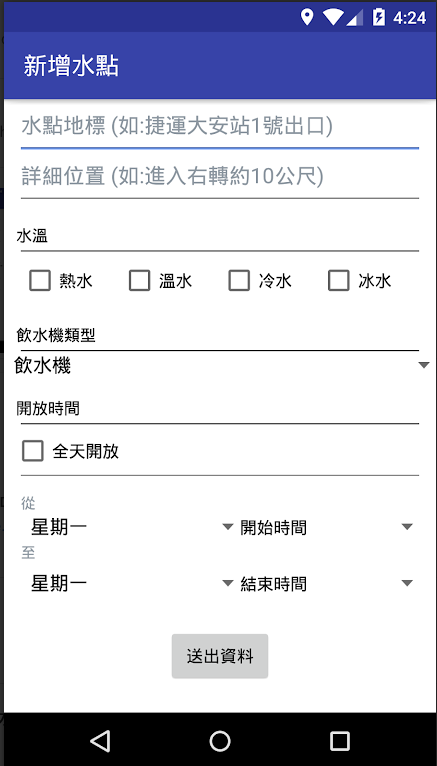 4:24
新增水點
水點地標 (如:捷運大安站1號出口)
詳細位置 (如:進入右轉約10公尺)
水溫
熱水 溫水 冷水 冰水
飲水機類型
飲水機
開放時間
全天開放
從
星期一 開始時間
至
星期一 結束時間
送出資料